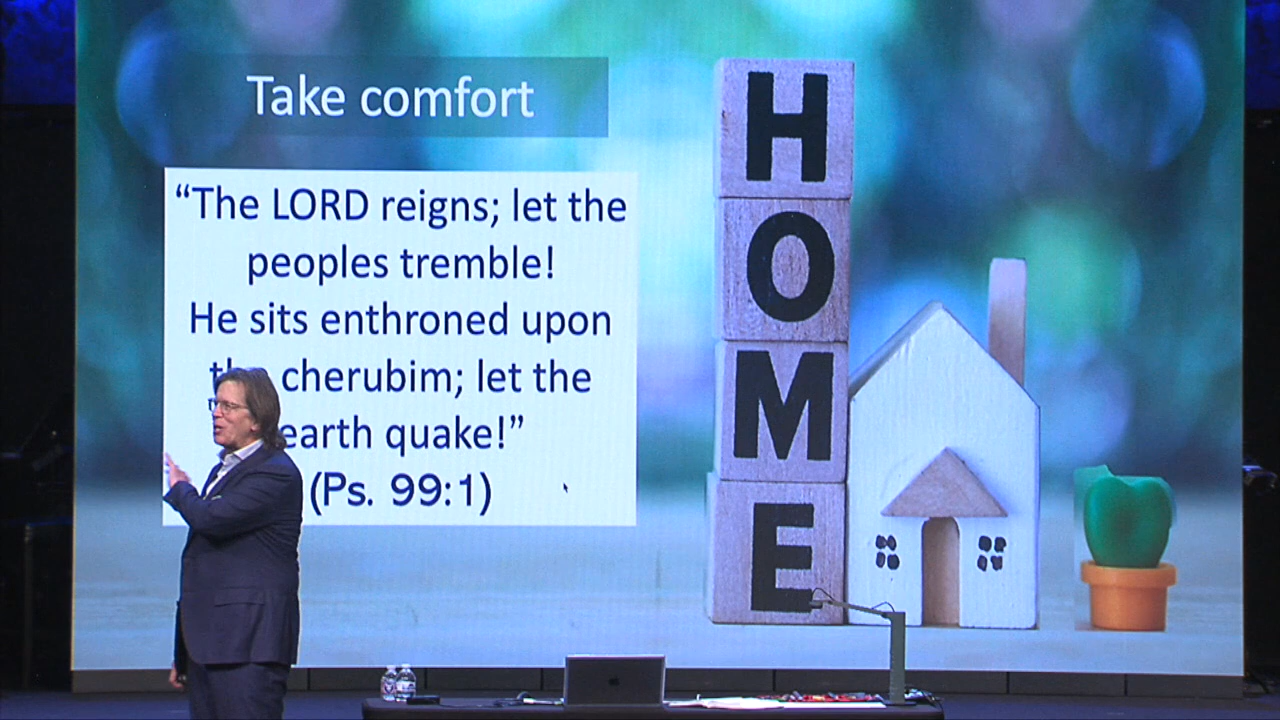 Take comfort
“The LORD reigns; let the
peoples tremble!
He sits enthroned upon
the cherubim; let the
earth quake!”
(Ps. 99:1)
H
O
M
E